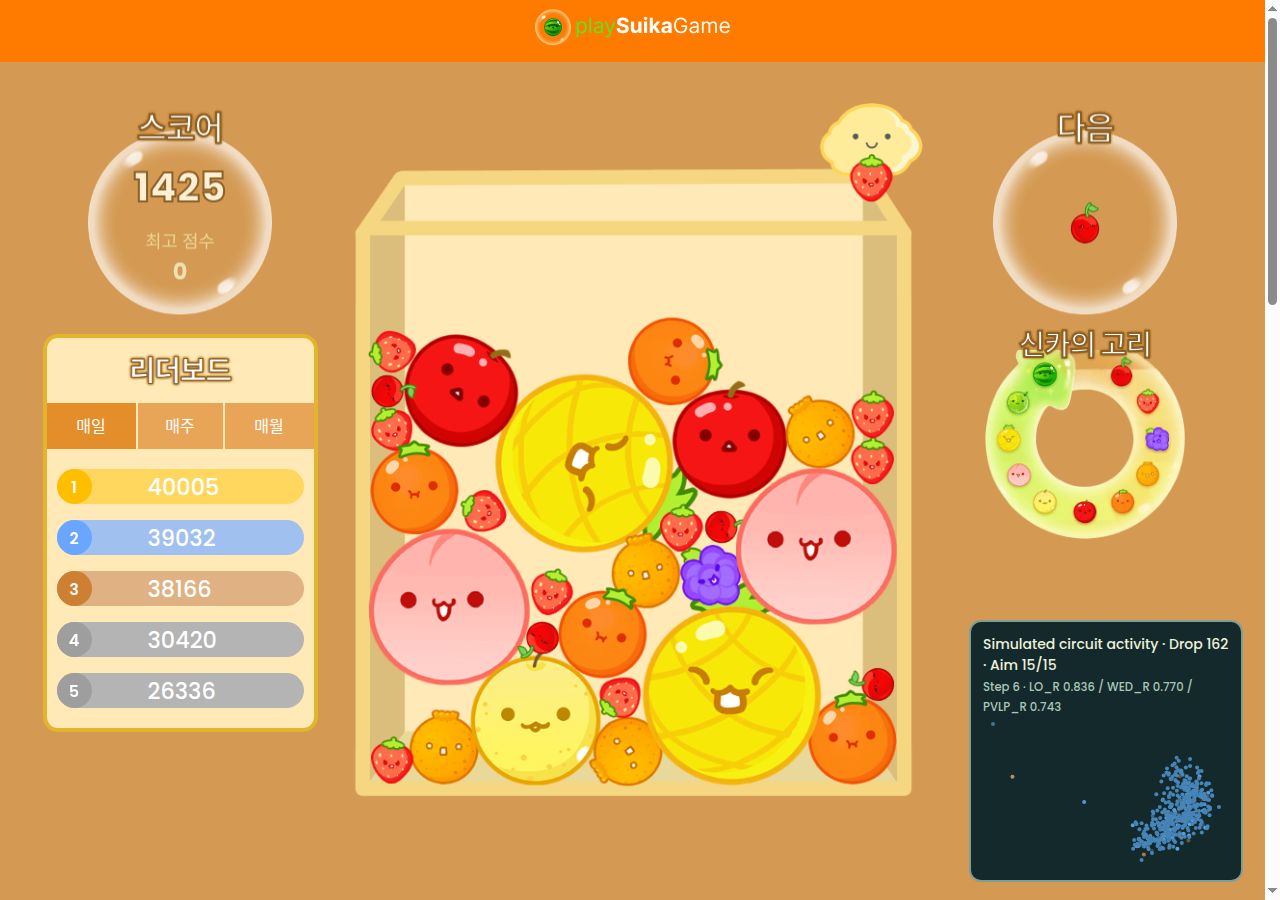 playSuikaGame
스코어
1425
최고 점수
0
다음
신카의 고리
리더보드
매일
매주
매월
1 40005
2 39032
3 38166
4 30420
5 26336
Simulated circuit activity · Drop 162
· Aim 15/15
Step 6 · LO_R 0.836 / WED_R 0.770 /
PVLP_R 0.743